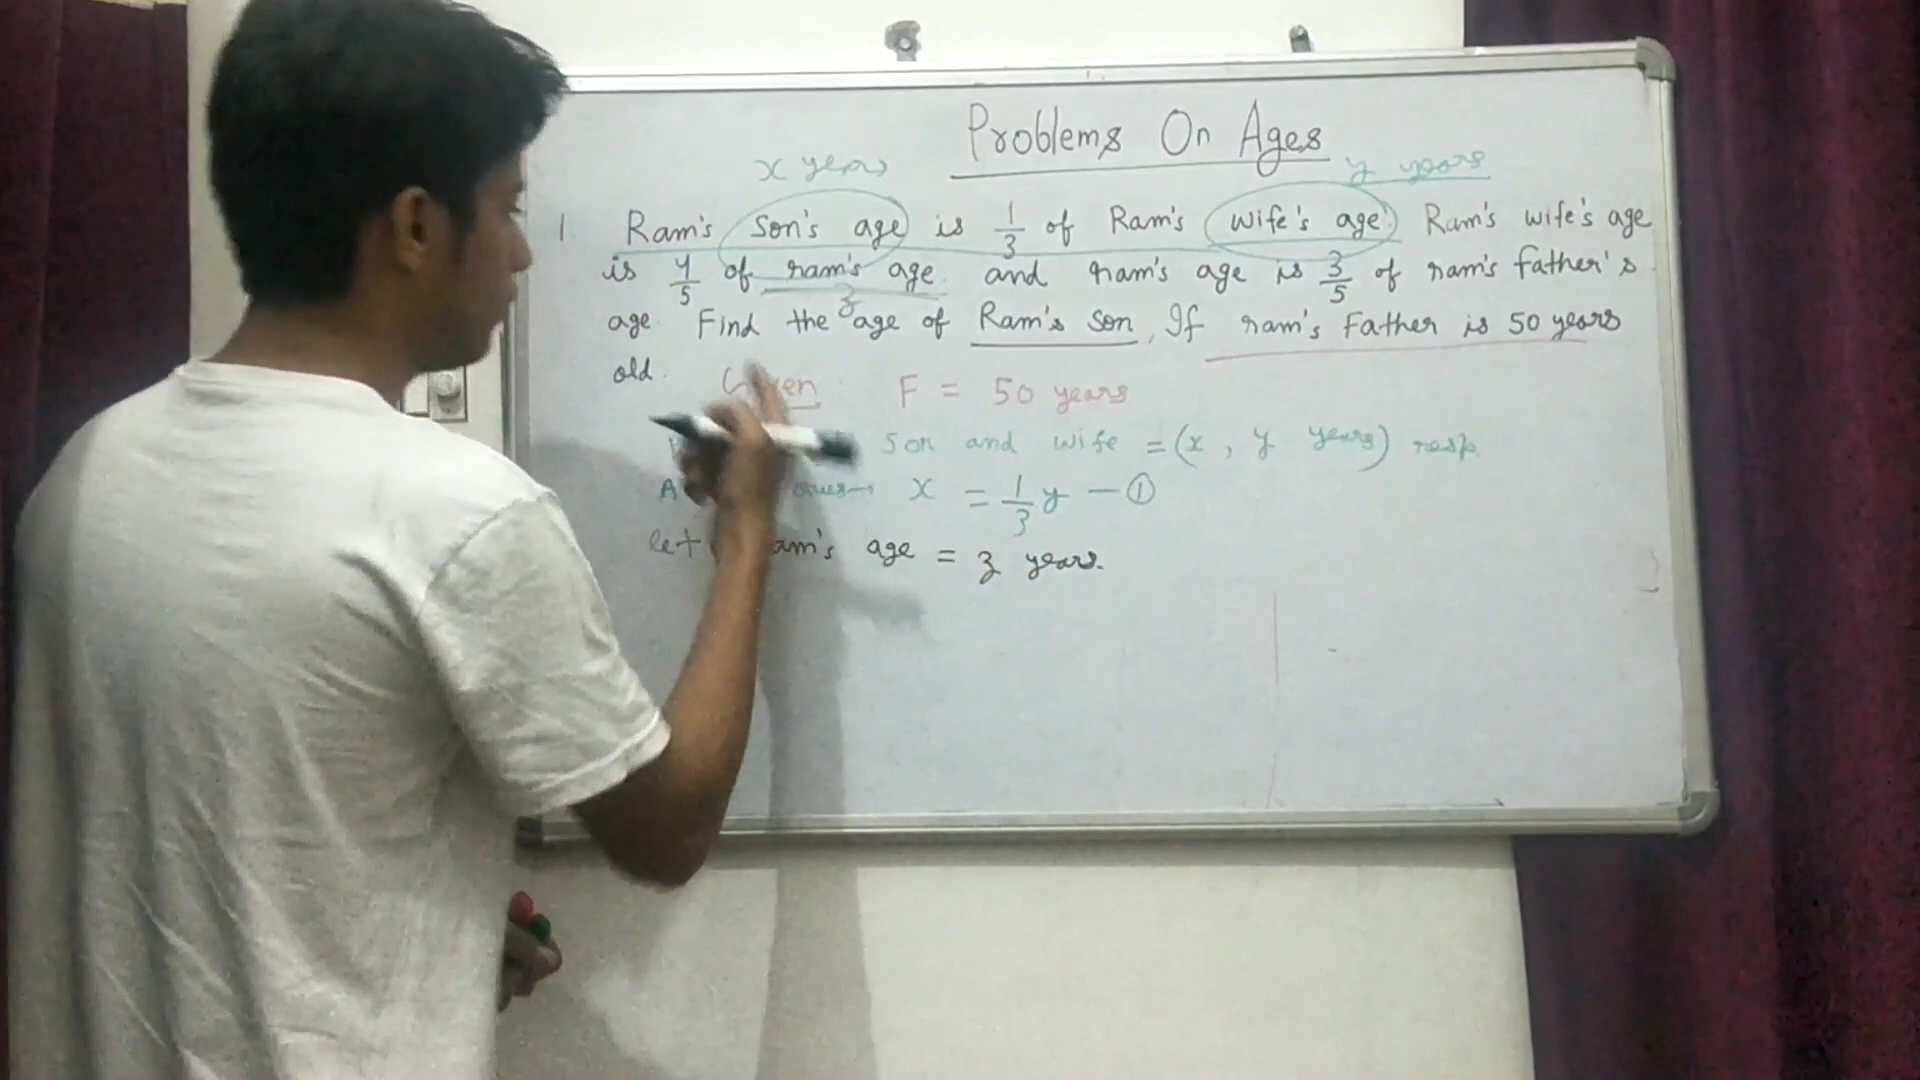 Problems On Ages
x years
y years
1 Ram's son's age is 1/3 of Ram's wife's age. Ram's wife's age
is 4/5 of ram's age. and ram's age is 3/5 of ram's father's
z
age. Find the age of Ram's son, If ram's Father is 50 years
old.
Given: F = 50 years
son and wife = (x, y years) resp.
x = 1/3 y - ①
let age = z years.